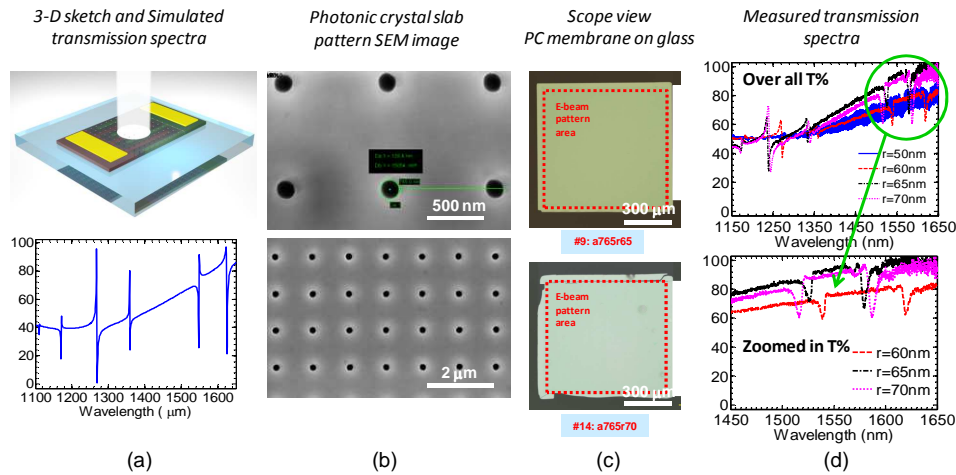 3-D sketch and Simulated
transmission spectra
Photonic crystal slab
pattern SEM image
Scope view
PC membrane on glass
Measured transmission
spectra
100
80
60
40
20
0
1100 1200 1300 1400 1500 1600
Wavelength ( μm)
500 nm
2 μm
E-beam
pattern
area
300 μm
#9: a765r65
E-beam
pattern
area
300 μm
#14: a765r70
100
80
60
40
20
0
Over all T%
r=50nm
r=60nm
r=65nm
r=70nm
1150 1250 1350 1450 1550 1650
Wavelength (nm)
100
80
60
40
20
0
Zoomed in T%
r=60nm
r=65nm
r=70nm
1450 1500 1550 1600 1650
Wavelength (nm)
(a)
(b)
(c)
(d)